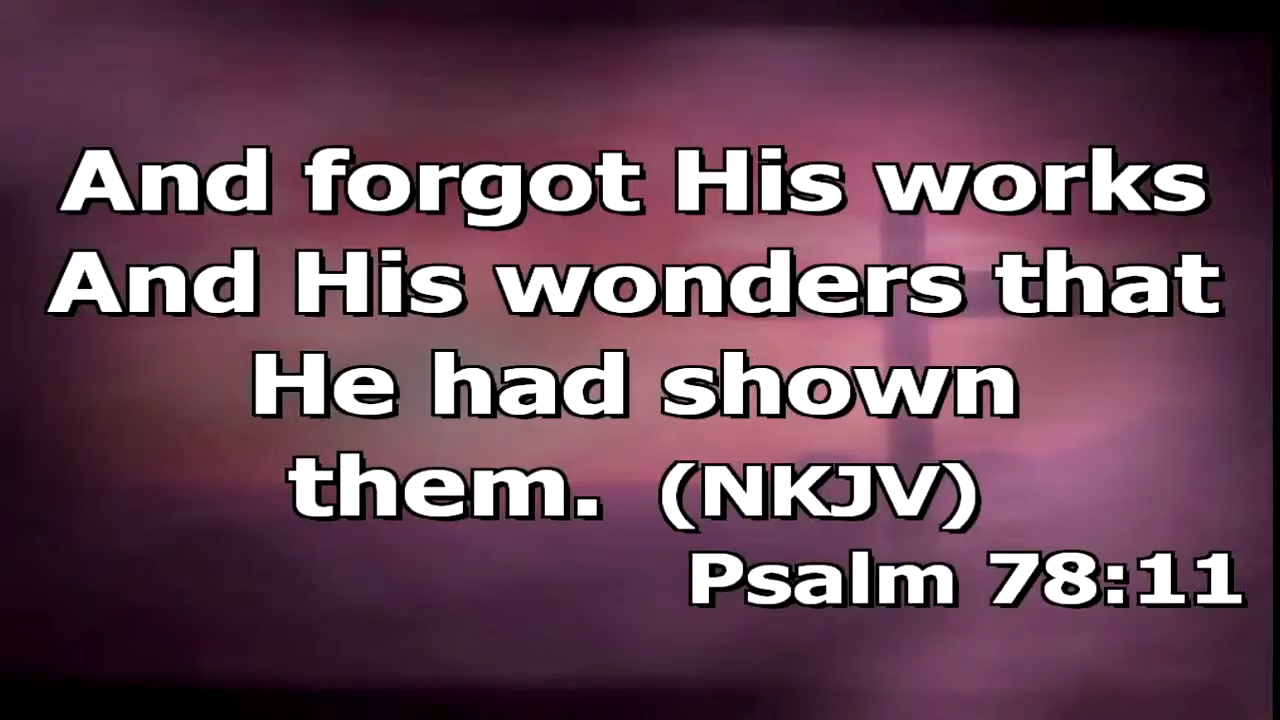 And forgot His works
And His wonders that
He had shown
them. (NKJV)
Psalm 78:11